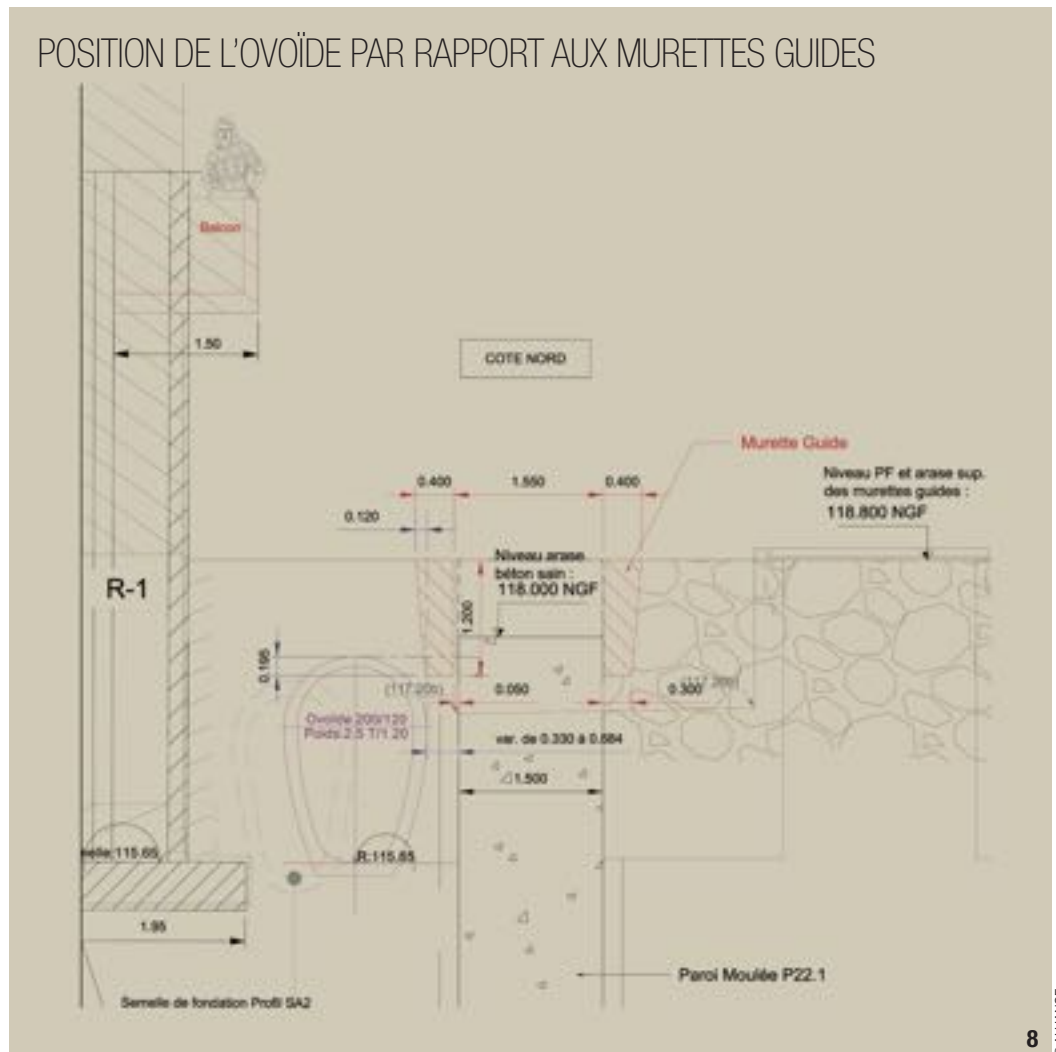 POSITION DE L'OVOÏDE PAR RAPPORT AUX MURETTES GUIDES
Balcon
1.50
COTE NORD
Murette Guide
Niveau PF et arase sup.
des murettes guides :
118.800 NGF
0.400
1.550
0.400
0.120
Niveau arase
béton sain :
118.000 NGF
R-1
1.200
0.195
0.050
0.300
Ovoïde 200/120
Poids 2.5 T/1.20
var. de 0.330 à 0.684
1.500
R:115.65
1.95
Paroi Moulée P22.1
Semelle de fondation Profil SA2
8